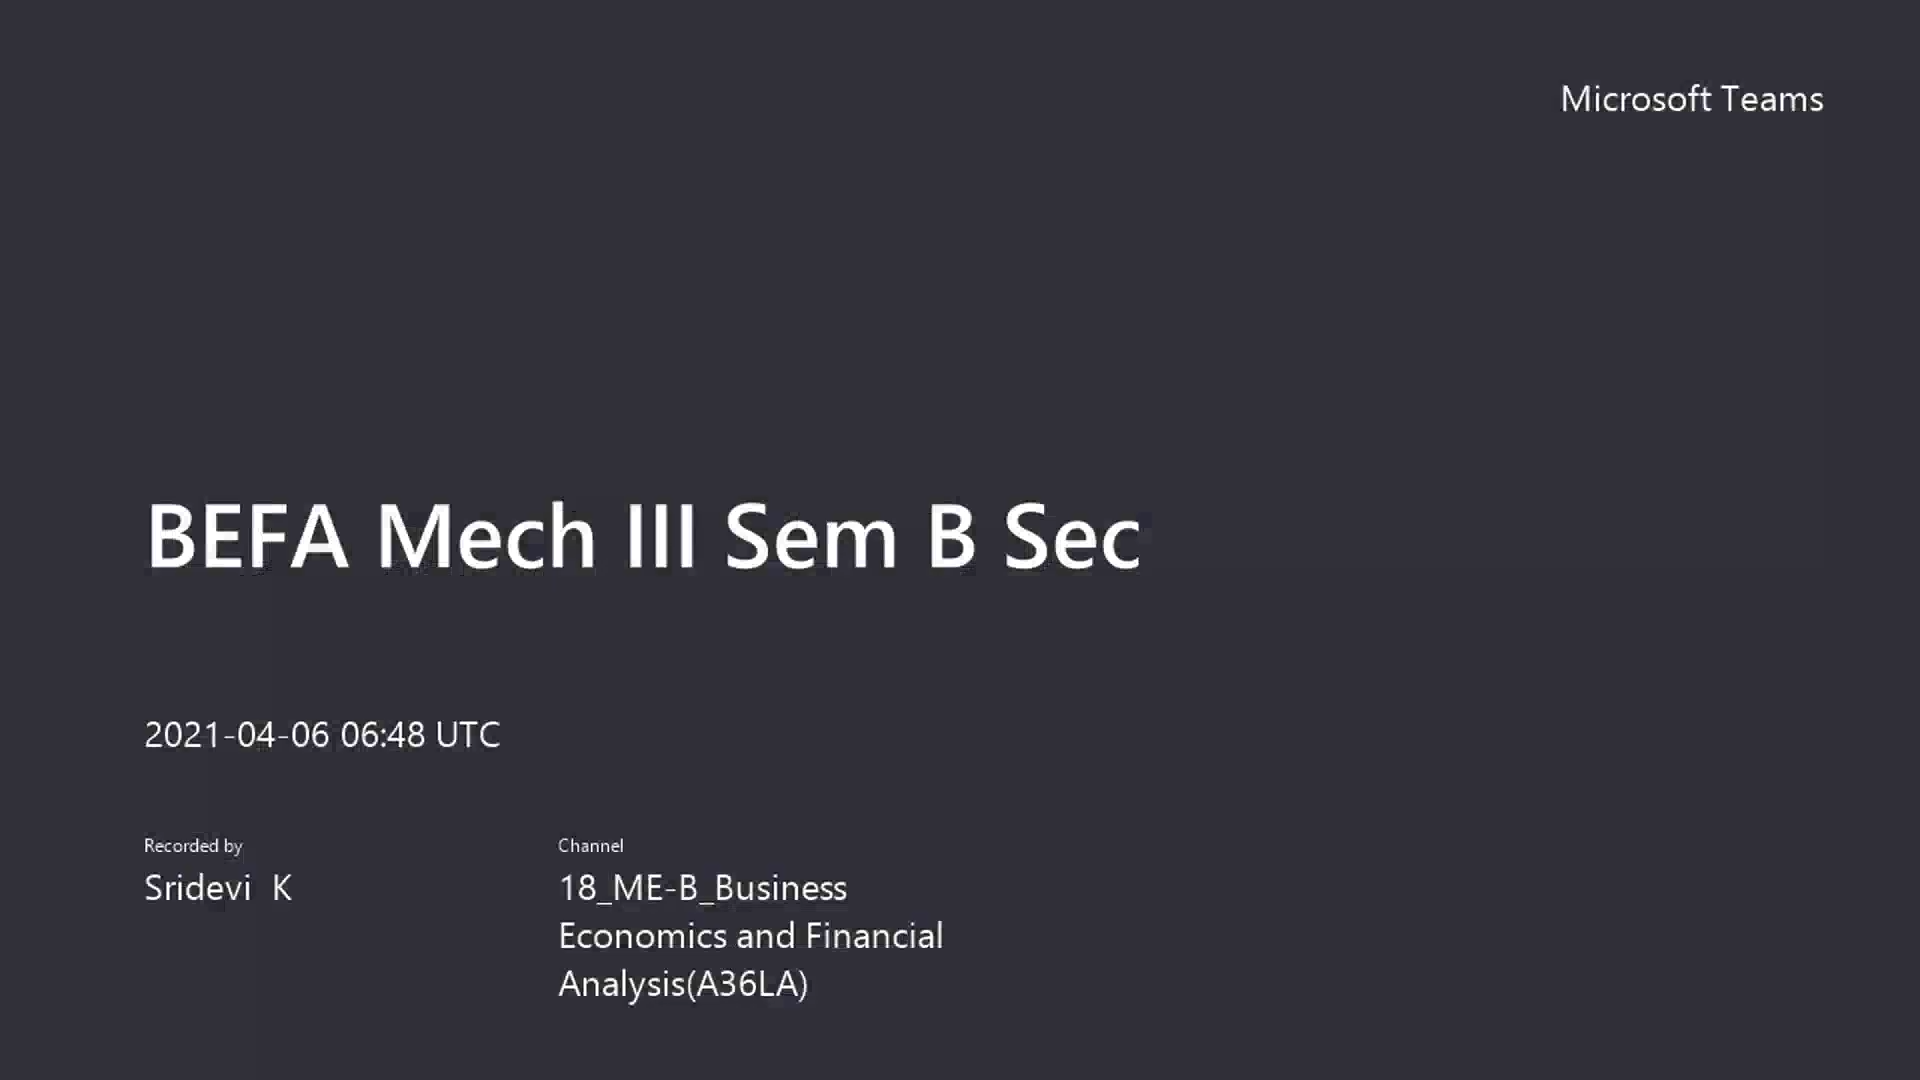 Microsoft Teams
BEFA Mech III Sem B Sec
2021-04-06 06:48 UTC
Recorded by
Sridevi  K
Channel
18_ME-B_Business
Economics and Financial
Analysis(A36LA)